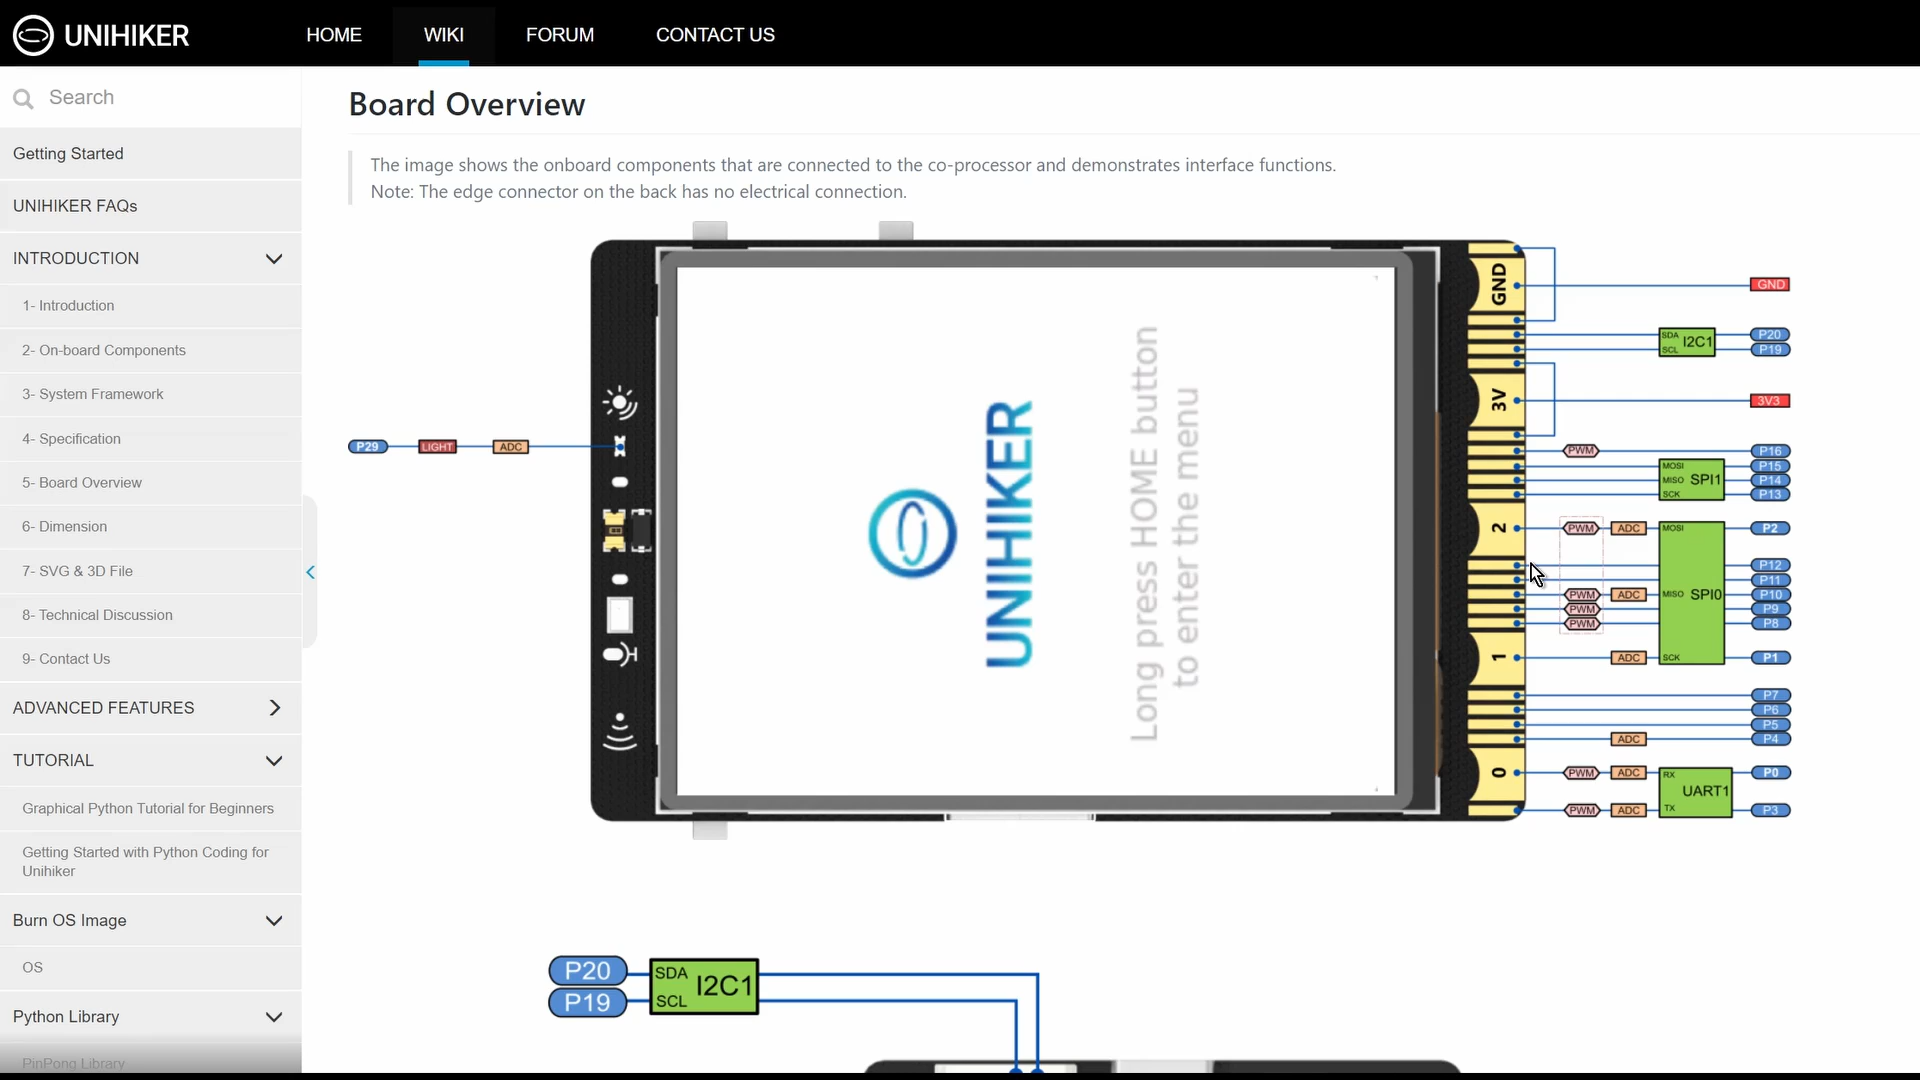 UNIHIKER
HOME
WIKI
FORUM
CONTACT US
Search
Getting Started
UNIHIKER FAQs
INTRODUCTION
1- Introduction
2- On-board Components
3- System Framework
4- Specification
5- Board Overview
6- Dimension
7- SVG & 3D File
8- Technical Discussion
9- Contact Us
ADVANCED FEATURES
TUTORIAL
Graphical Python Tutorial for Beginners
Getting Started with Python Coding for
Unihiker
Burn OS Image
OS
Python Library
PinPong Library
Board Overview
The image shows the onboard components that are connected to the co-processor and demonstrates interface functions.
Note: The edge connector on the back has no electrical connection.
P29 LIGHT ADC
UNIHIKER
Long press HOME button
to enter the menu
GND GND
SDA I2C1 P20
SCL P19
3V 3V3
PWM P16
MOSI SPI1 P15
MISO P14
SCK P13
2 PWM ADC MOSI P2
P12
P11
PWM ADC MISO SPI0 P10
PWM P9
PWM P8
1 ADC SCK P1
P7
P6
P5
ADC P4
0 PWM ADC RX UART1 P0
PWM ADC TX P3
P20 SDA I2C1
P19 SCL